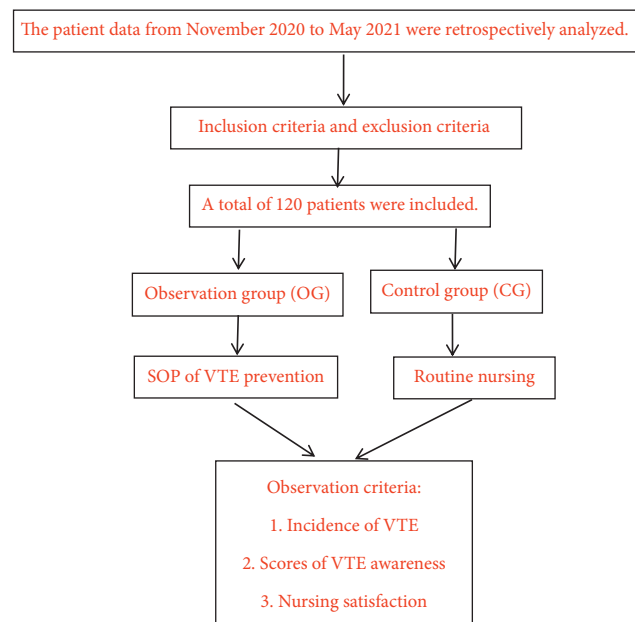 The patient data from November 2020 to May 2021 were retrospectively analyzed.
Inclusion criteria and exclusion criteria
A total of 120 patients were included.
Observation group (OG)
Control group (CG)
SOP of VTE prevention
Routine nursing
Observation criteria:
1. Incidence of VTE
2. Scores of VTE awareness
3. Nursing satisfaction